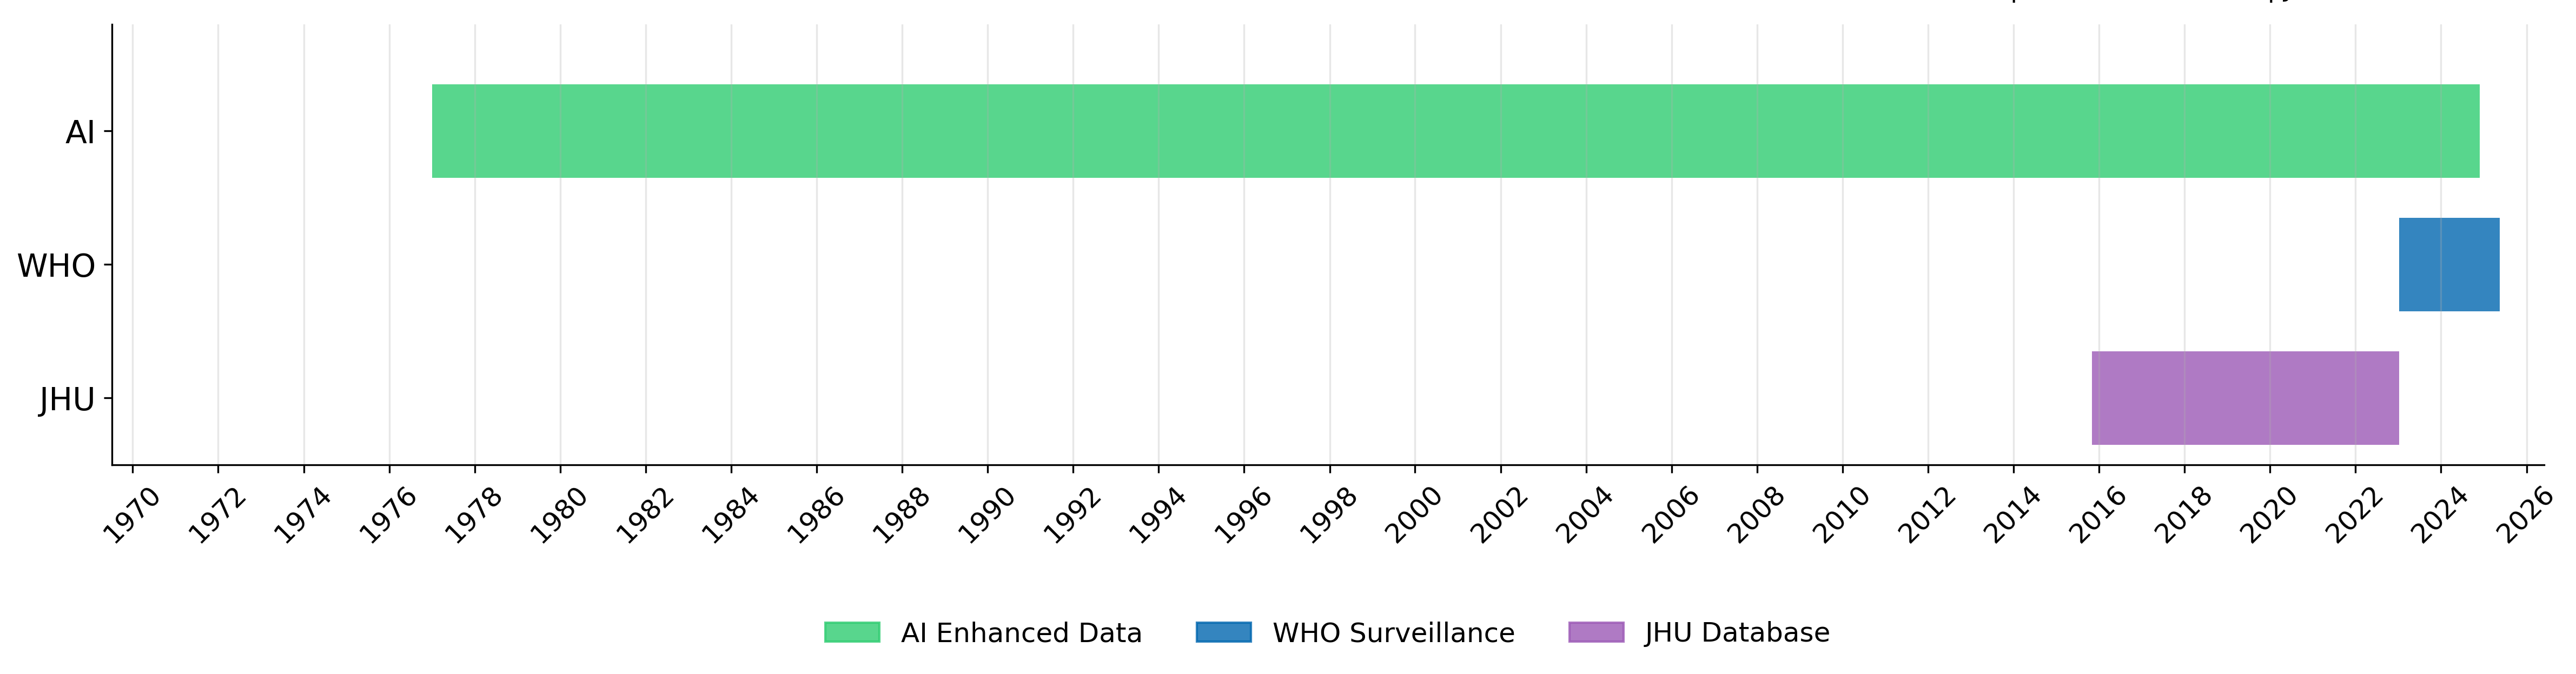 AI
WHO
JHU
1970 1972 1974 1976 1978 1980 1982 1984 1986 1988 1990 1992 1994 1996 1998 2000 2002 2004 2006 2008 2010 2012 2014 2016 2018 2020 2022 2024 2026
AI Enhanced Data WHO Surveillance JHU Database